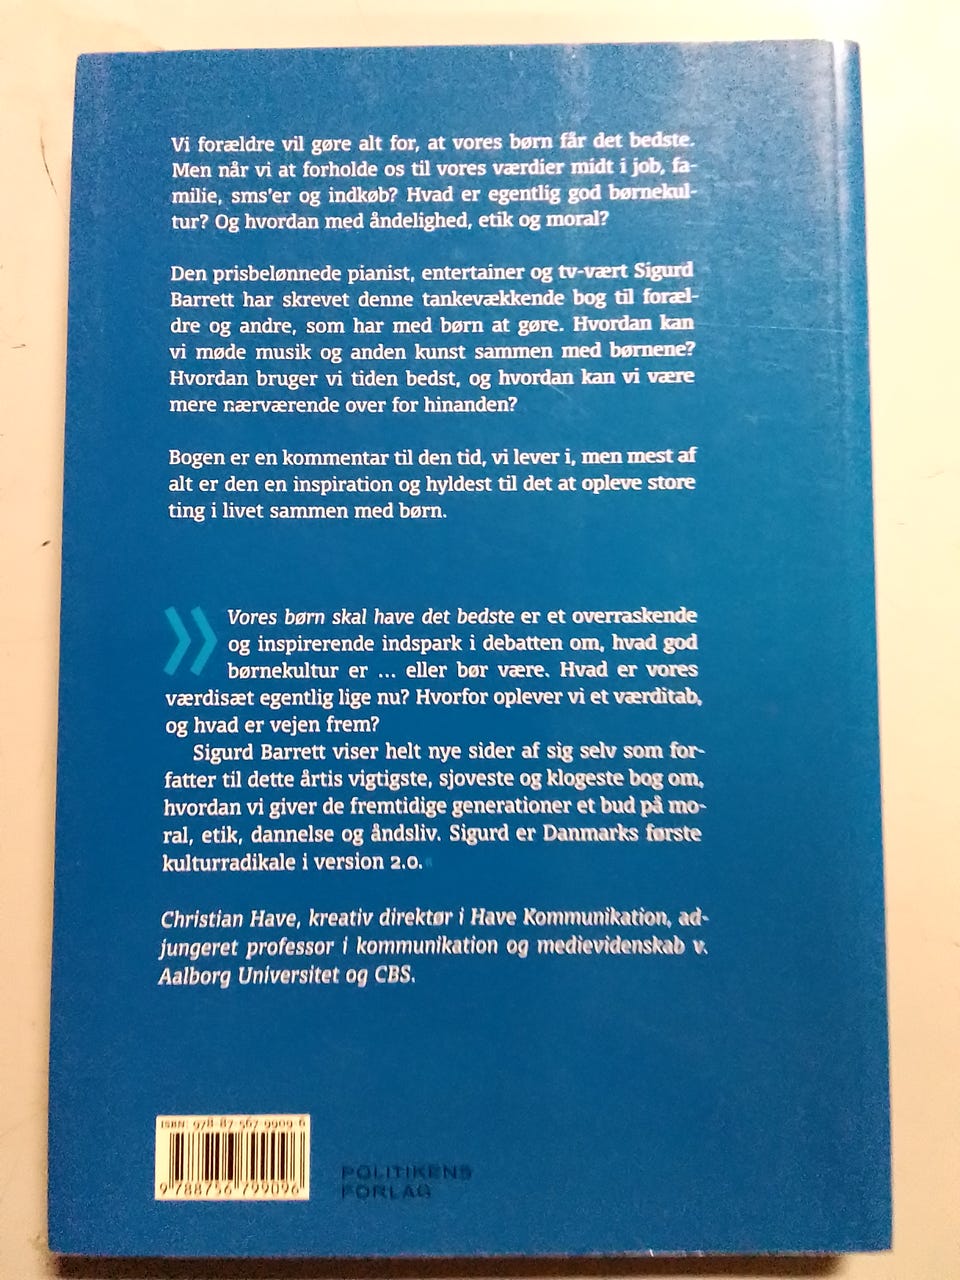 Vi forældre vil gøre alt for, at vores børn får det bedste.
Men når vi at forholde os til vores værdier midt i job, fa-
milie, sms'er og indkøb? Hvad er egentlig god børnekul-
tur? Og hvordan med åndelighed, etik og moral?
Den prisbelønnede pianist, entertainer og tv-vært Sigurd
Barrett har skrevet denne tankevækkende bog til foræl-
dre og andre, som har med børn at gøre. Hvordan kan
vi møde musik og anden kunst sammen med børnene?
Hvordan bruger vi tiden bedst, og hvordan kan vi være
mere nærværende over for hinanden?
Bogen er en kommentar til den tid, vi lever i, men mest af
alt er den en inspiration og hyldest til det at opleve store
ting i livet sammen med børn.
» Vores børn skal have det bedste er et overraskende
og inspirerende indspark i debatten om, hvad god
børnekultur er ... eller bør være. Hvad er vores
værdisæt egentlig lige nu? Hvorfor oplever vi et værditab,
og hvad er vejen frem?
Sigurd Barrett viser helt nye sider af sig selv som for-
fatter til dette årtis vigtigste, sjoveste og klogeste bog om,
hvordan vi giver de fremtidige generationer et bud på mo-
ral, etik, dannelse og åndsliv. Sigurd er Danmarks første
kulturradikale i version 2.0.«
Christian Have, kreativ direktør i Have Kommunikation, ad-
jungeret professor i kommunikation og medievidenskab v.
Aalborg Universitet og CBS.
ISBN 978-87-567-9909-6
9 788756 799096
POLITIKENS
FORLAG